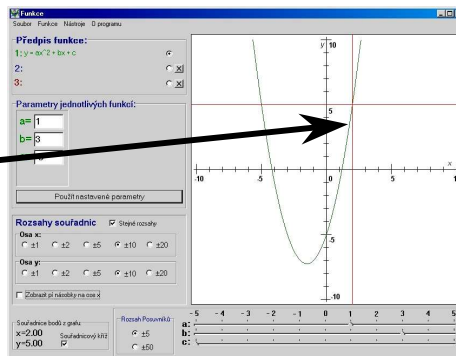 Funkce
Soubor Funkce Nástroje O programu
Předpis funkce:
1: y = ax^2 + bx + c
2:
3:
Parametry jednotlivých funkcí:
a= 1
b= 3
Použít nastavené parametry
Rozsahy souřadnic
Stejné rozsahy
Osa x:
±1 ±2 ±5 ±10 ±20
Osa y:
±1 ±2 ±5 ±10 ±20
Zobrazit pí násobky na ose x
Souřadnice bodů z grafu:
x=2.00
y=5.00
Souřadnicový kříž
Rozsah Posuvníků
±5
±50
y 10
5
x
-10 -5 0 5
-5
-10
-5 -4 -3 -2 -1 0 1 2 3 4 5
a:
b:
c: